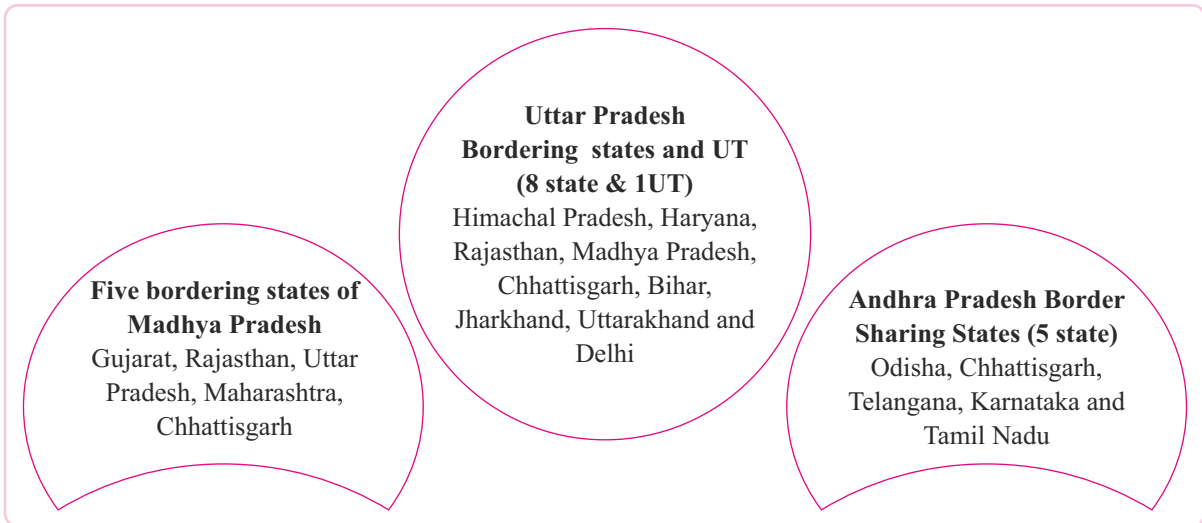 Five bordering states of
Madhya Pradesh
Gujarat, Rajasthan, Uttar
Pradesh, Maharashtra,
Chhattisgarh
Uttar Pradesh
Bordering states and UT
(8 state & 1UT)
Himachal Pradesh, Haryana,
Rajasthan, Madhya Pradesh,
Chhattisgarh, Bihar,
Jharkhand, Uttarakhand and
Delhi
Andhra Pradesh Border
Sharing States (5 state)
Odisha, Chhattisgarh,
Telangana, Karnataka and
Tamil Nadu